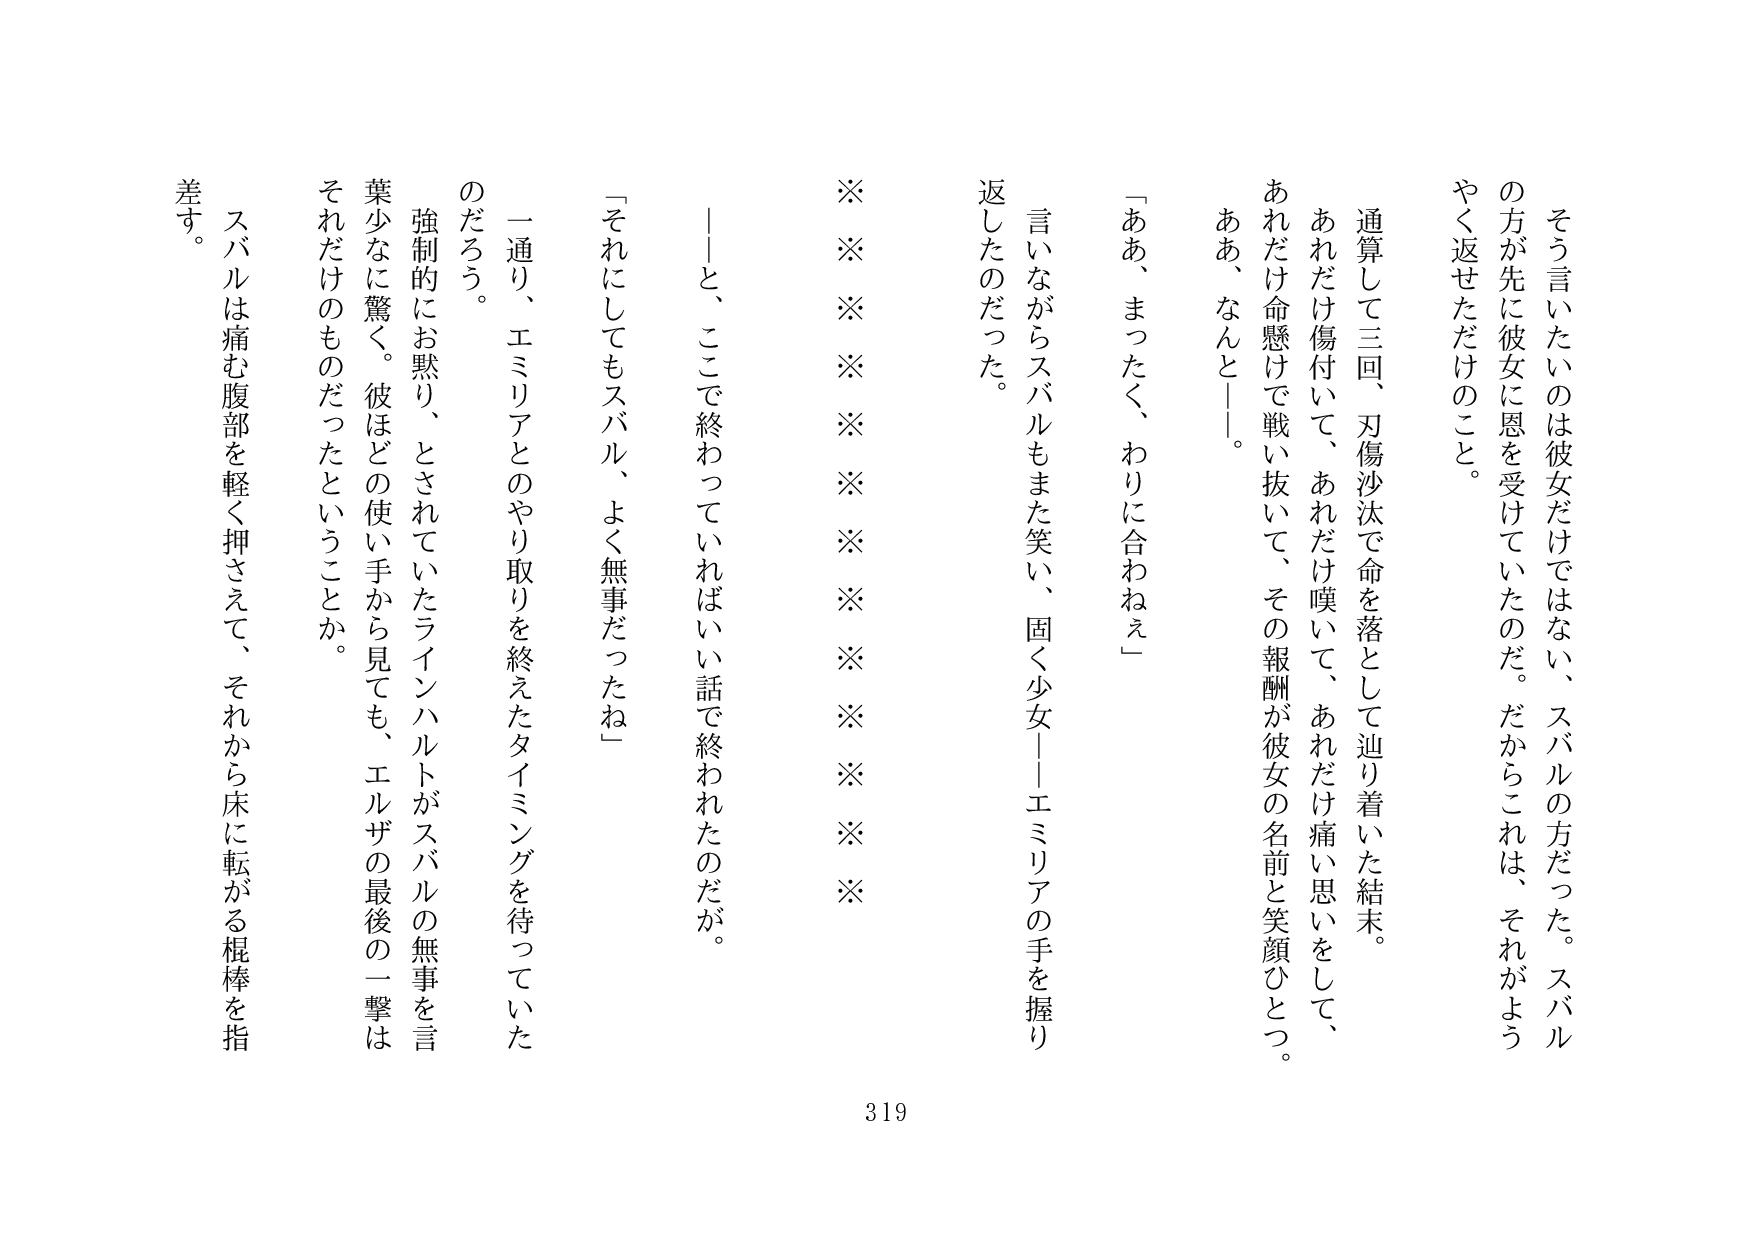 そう言いたいのは彼女だけではない、スバルの方だった。スバル
の方が先に彼女に恩を受けていたのだ。だからこれは、それがよう
やく返せただけのこと。
　通算して三回、刃傷沙汰で命を落として辿り着いた結末。
　あれだけ傷付いて、あれだけ嘆いて、あれだけ痛い思いをして、
あれだけ命懸けで戦い抜いて、その報酬が彼女の名前と笑顔ひとつ。
　ああ、なんと――。
「ああ、まったく、わりに合わねぇ」
　言いながらスバルもまた笑い、固く少女――エミリアの手を握り
返したのだった。
※　※　※　※　※　※　※　※　※　※　※　※　※
　――と、ここで終わっていればいい話で終われたのだが。
「それにしてもスバル、よく無事だったね」
　一通り、エミリアとのやり取りを終えたタイミングを待っていた
のだろう。
　強制的にお黙り、とされていたラインハルトがスバルの無事を言
葉少なに驚く。彼ほどの使い手から見ても、エルザの最後の一撃は
それだけのものだったということか。
　スバルは痛む腹部を軽く押さえて、それから床に転がる棍棒を指
差す。
319